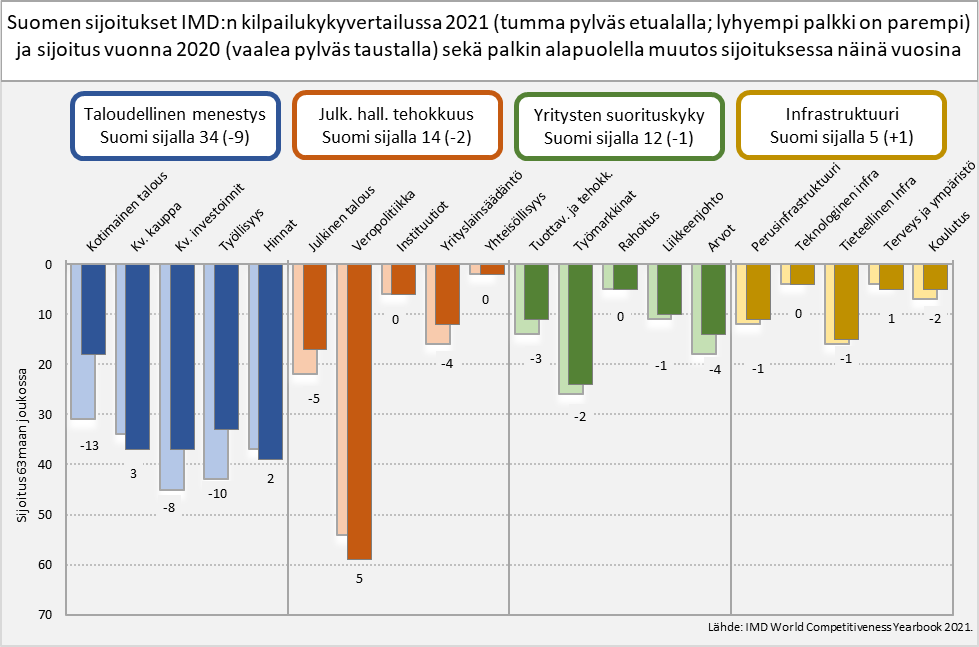 Suomen sijoitukset IMD:n kilpailukykyvertailussa 2021 (tumma pylväs etualalla; lyhyempi palkki on parempi)
ja sijoitus vuonna 2020 (vaalea pylväs taustalla) sekä palkin alapuolella muutos sijoituksessa näinä vuosina
Taloudellinen menestys
Suomi sijalla 34 (-9)
Julk. hall. tehokkuus
Suomi sijalla 14 (-2)
Yritysten suorituskyky
Suomi sijalla 12 (-1)
Infrastruktuuri
Suomi sijalla 5 (+1)
Kotimainen talous
Kv. kauppa
Kv. investoinnit
Työllisyys
Hinnat
Julkinen talous
Veropolitiikka
Instituutiot
Yrityslainsäädäntö
Yhteisöllisyys
Tuottav. ja tehokk.
Työmarkkinat
Rahoitus
Liikkeenjohto
Arvot
Perusinfrastruktuuri
Teknologinen infra
Tieteellinen Infra
Terveys ja ympäristö
Koulutus
Sijoitus 63 maan joukossa
0
10
20
30
40
50
60
70
-13
3
-8
-10
2
-5
5
0
-4
0
-3
-2
0
-1
-4
-1
0
-1
1
-2
Lähde: IMD World Competitiveness Yearbook 2021.